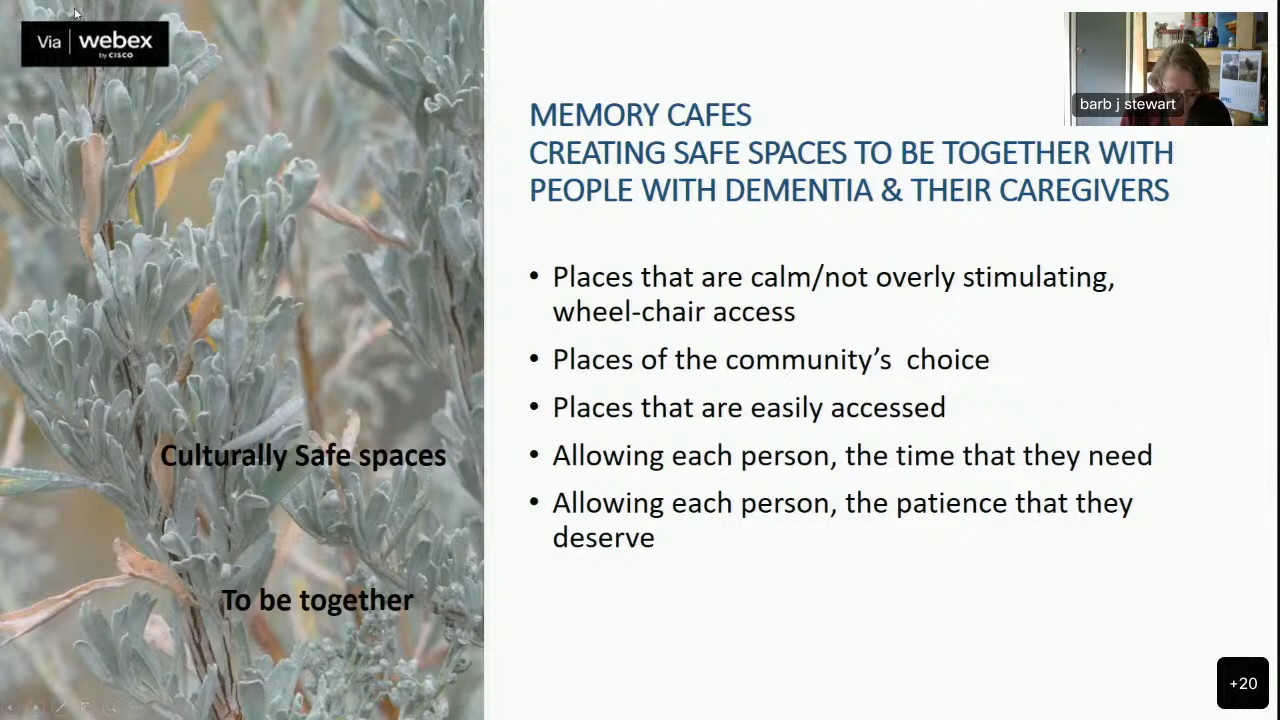 Via webex
by CISCO
barb j stewart
APRIL
MEMORY CAFES
CREATING SAFE SPACES TO BE TOGETHER WITH
PEOPLE WITH DEMENTIA & THEIR CAREGIVERS
• Places that are calm/not overly stimulating,
wheel-chair access
• Places of the community’s  choice
• Places that are easily accessed
• Allowing each person, the time that they need
• Allowing each person, the patience that they
deserve
Culturally Safe spaces
To be together
+20